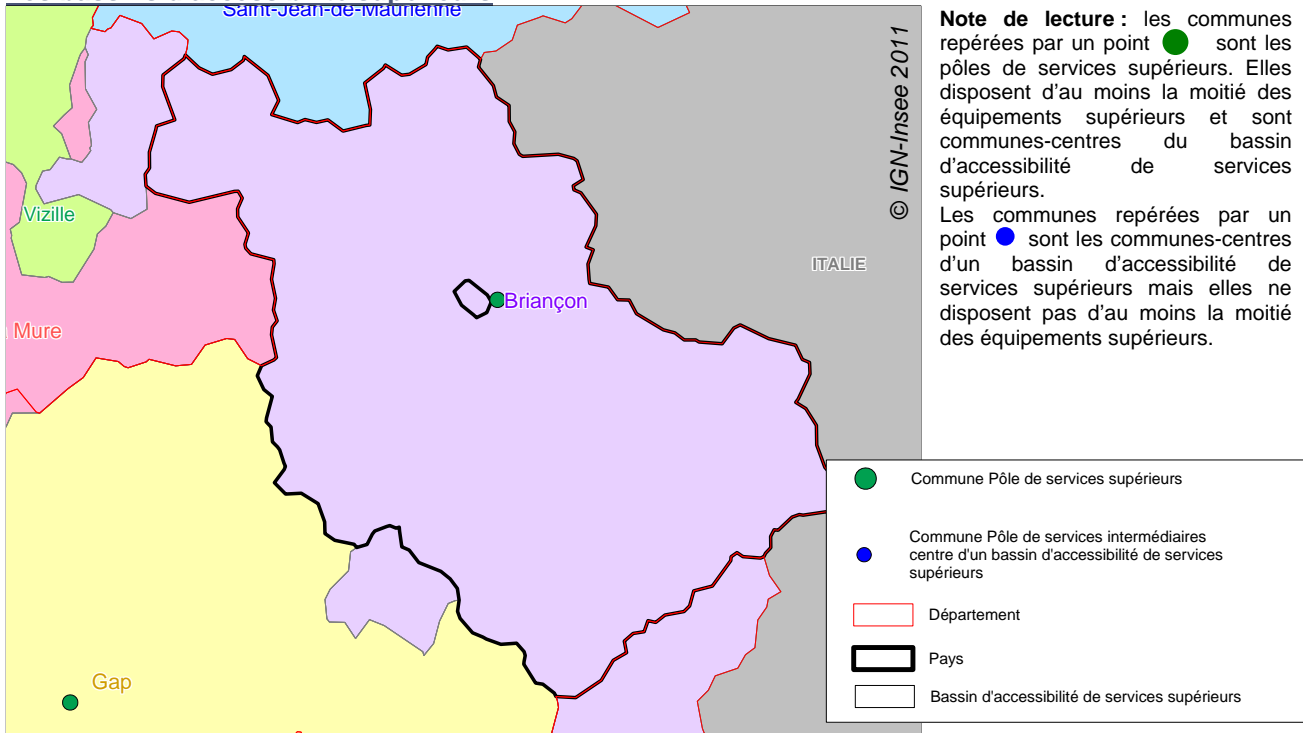 Saint-Jean-de-Maurienne
Vizille
Mure
Briançon
ITALIE
Gap
© IGN-Insee 2011
Note de lecture : les communes
repérées par un point sont les
pôles de services supérieurs. Elles
disposent d'au moins la moitié des
équipements supérieurs et sont
communes-centres du bassin
d'accessibilité de services
supérieurs.
Les communes repérées par un
point sont les communes-centres
d'un bassin d'accessibilité de
services supérieurs mais elles ne
disposent pas d'au moins la moitié
des équipements supérieurs.
Commune Pôle de services supérieurs
Commune Pôle de services intermédiaires
centre d'un bassin d'accessibilité de services
supérieurs
Département
Pays
Bassin d'accessibilité de services supérieurs